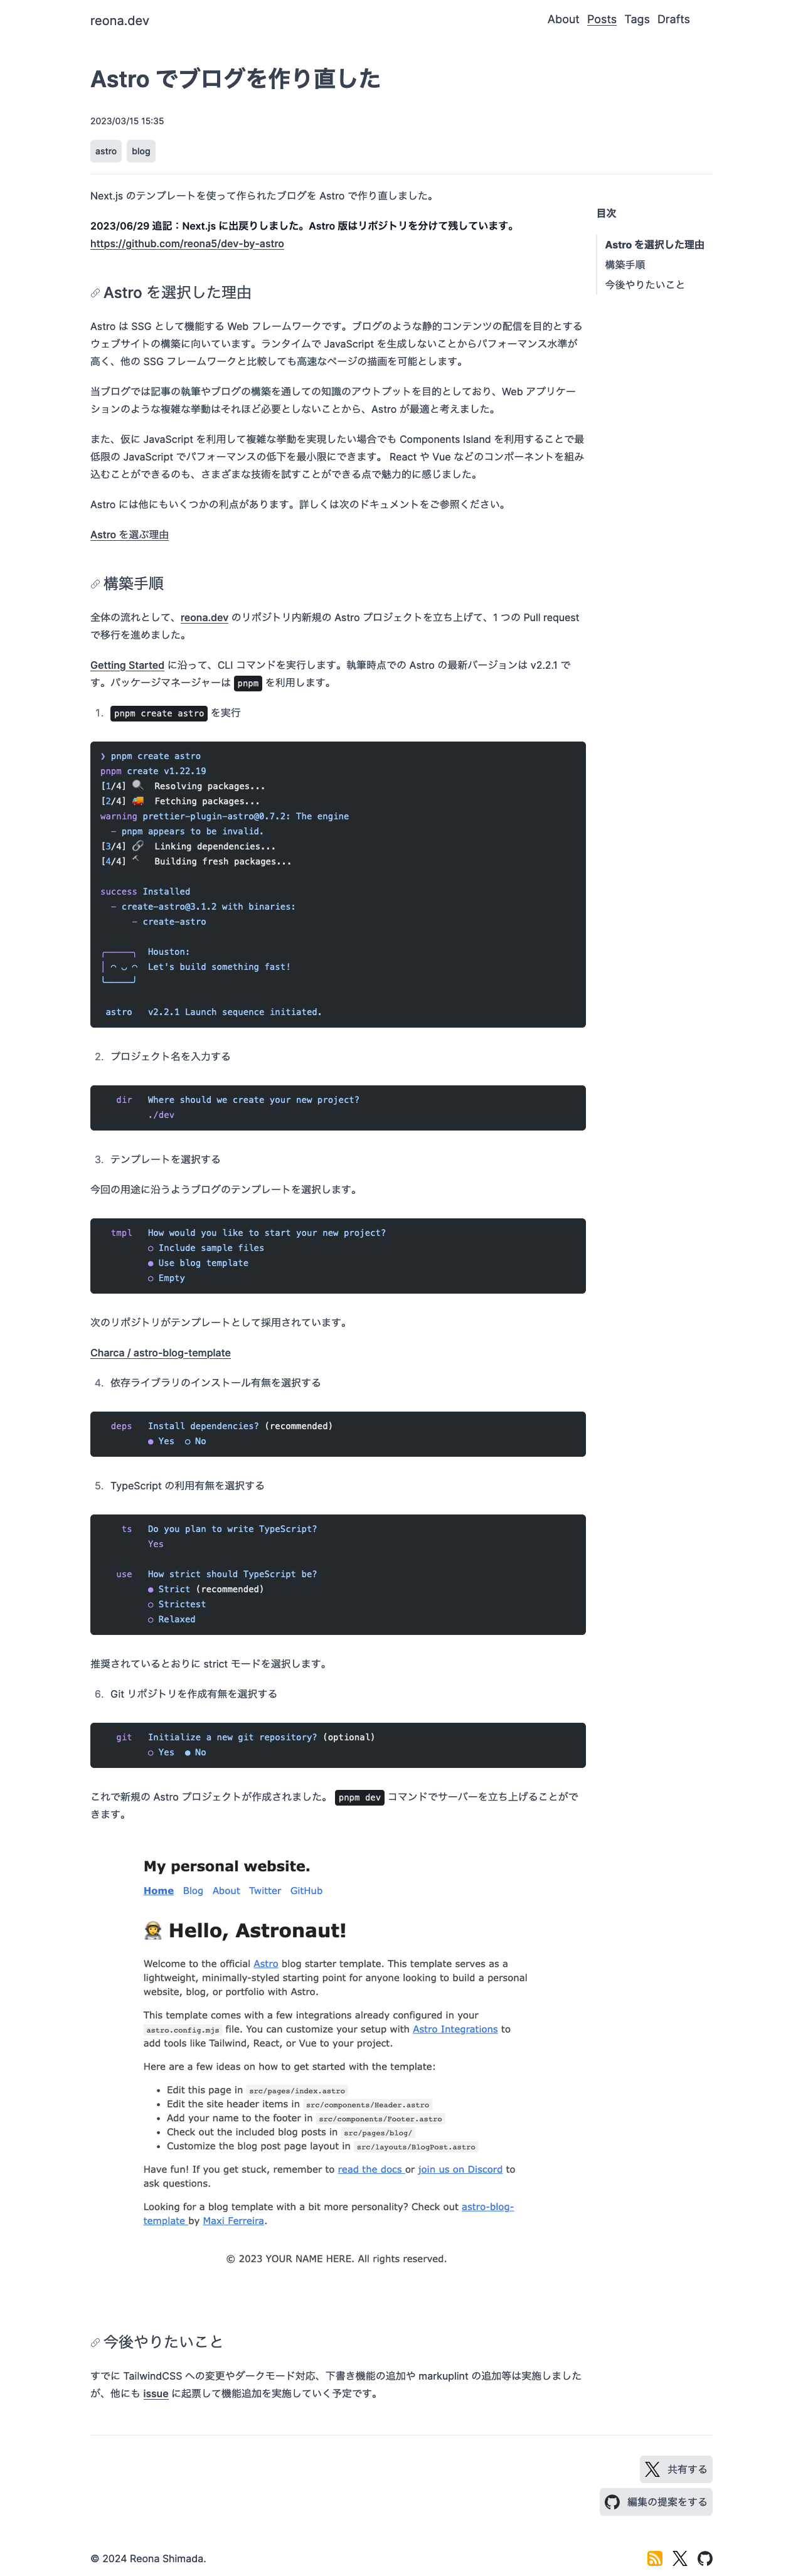 reona.dev
About Posts Tags Drafts
Astro でブログを作り直した
2023/03/15 15:35
astro blog
Next.js のテンプレートを使って作られたブログを Astro で作り直しました。
2023/06/29 追記：Next.js に出戻りしました。Astro 版はリポジトリを分けて残しています。
https://github.com/reona5/dev-by-astro
目次
Astro を選択した理由
構築手順
今後やりたいこと
Astro を選択した理由
Astro は SSG として機能する Web フレームワークです。ブログのような静的コンテンツの配信を目的とする
ウェブサイトの構築に向いています。ランタイムで JavaScript を生成しないことからパフォーマンス水準が
高く、他の SSG フレームワークと比較しても高速なページの描画を可能とします。
当ブログでは記事の執筆やブログの構築を通しての知識のアウトプットを目的としており、Web アプリケー
ションのような複雑な挙動はそれほど必要としないことから、Astro が最適と考えました。
また、仮に JavaScript を利用して複雑な挙動を実現したい場合でも Components Island を利用することで最
低限の JavaScript でパフォーマンスの低下を最小限にできます。 React や Vue などのコンポーネントを組み
込むことができるのも、さまざまな技術を試すことができる点で魅力的に感じました。
Astro には他にもいくつかの利点があります。詳しくは次のドキュメントをご参照ください。
Astro を選ぶ理由
構築手順
全体の流れとして、reona.dev のリポジトリ内新規の Astro プロジェクトを立ち上げて、1 つの Pull request
で移行を進めました。
Getting Started に沿って、CLI コマンドを実行します。執筆時点での Astro の最新バージョンは v2.2.1 で
す。パッケージマネージャーは pnpm を利用します。
1. pnpm create astro を実行
❯ pnpm create astro
pnpm create v1.22.19
[1/4] 🔍 Resolving packages...
[2/4] 🚚 Fetching packages...
warning prettier-plugin-astro@0.7.2: The engine
- pnpm appears to be invalid.
[3/4] 🔗 Linking dependencies...
[4/4] 🔨 Building fresh packages...
success Installed
- create-astro@3.1.2 with binaries:
- create-astro
╭─────╮ Houston:
│ ◠ ◡ ◠ Let's build something fast!
╰─────╯
astro v2.2.1 Launch sequence initiated.
2. プロジェクト名を入力する
dir Where should we create your new project?
./dev
3. テンプレートを選択する
今回の用途に沿うようブログのテンプレートを選択します。
tmpl How would you like to start your new project?
○ Include sample files
● Use blog template
○ Empty
次のリポジトリがテンプレートとして採用されています。
Charca / astro-blog-template
4. 依存ライブラリのインストール有無を選択する
deps Install dependencies? (recommended)
● Yes ○ No
5. TypeScript の利用有無を選択する
ts Do you plan to write TypeScript?
Yes
use How strict should TypeScript be?
● Strict (recommended)
○ Strictest
○ Relaxed
推奨されているとおりに strict モードを選択します。
6. Git リポジトリを作成有無を選択する
git Initialize a new git repository? (optional)
○ Yes ● No
これで新規の Astro プロジェクトが作成されました。 pnpm dev コマンドでサーバーを立ち上げることがで
きます。
My personal website.
Home Blog About Twitter GitHub
🧑‍🚀 Hello, Astronaut!
Welcome to the official Astro blog starter template. This template serves as a
lightweight, minimally-styled starting point for anyone looking to build a personal
website, blog, or portfolio with Astro.
This template comes with a few integrations already configured in your
astro.config.mjs file. You can customize your setup with Astro Integrations to
add tools like Tailwind, React, or Vue to your project.
Here are a few ideas on how to get started with the template:
• Edit this page in src/pages/index.astro
• Edit the site header items in src/components/Header.astro
• Add your name to the footer in src/components/Footer.astro
• Check out the included blog posts in src/pages/blog/
• Customize the blog post page layout in src/layouts/BlogPost.astro
Have fun! If you get stuck, remember to read the docs or join us on Discord to
ask questions.
Looking for a blog template with a bit more personality? Check out astro-blog-
template by Maxi Ferreira.
© 2023 YOUR NAME HERE. All rights reserved.
今後やりたいこと
すでに TailwindCSS への変更やダークモード対応、下書き機能の追加や markuplint の追加等は実施しました
が、他にも issue に起票して機能追加を実施していく予定です。
共有する
編集の提案をする
© 2024 Reona Shimada.